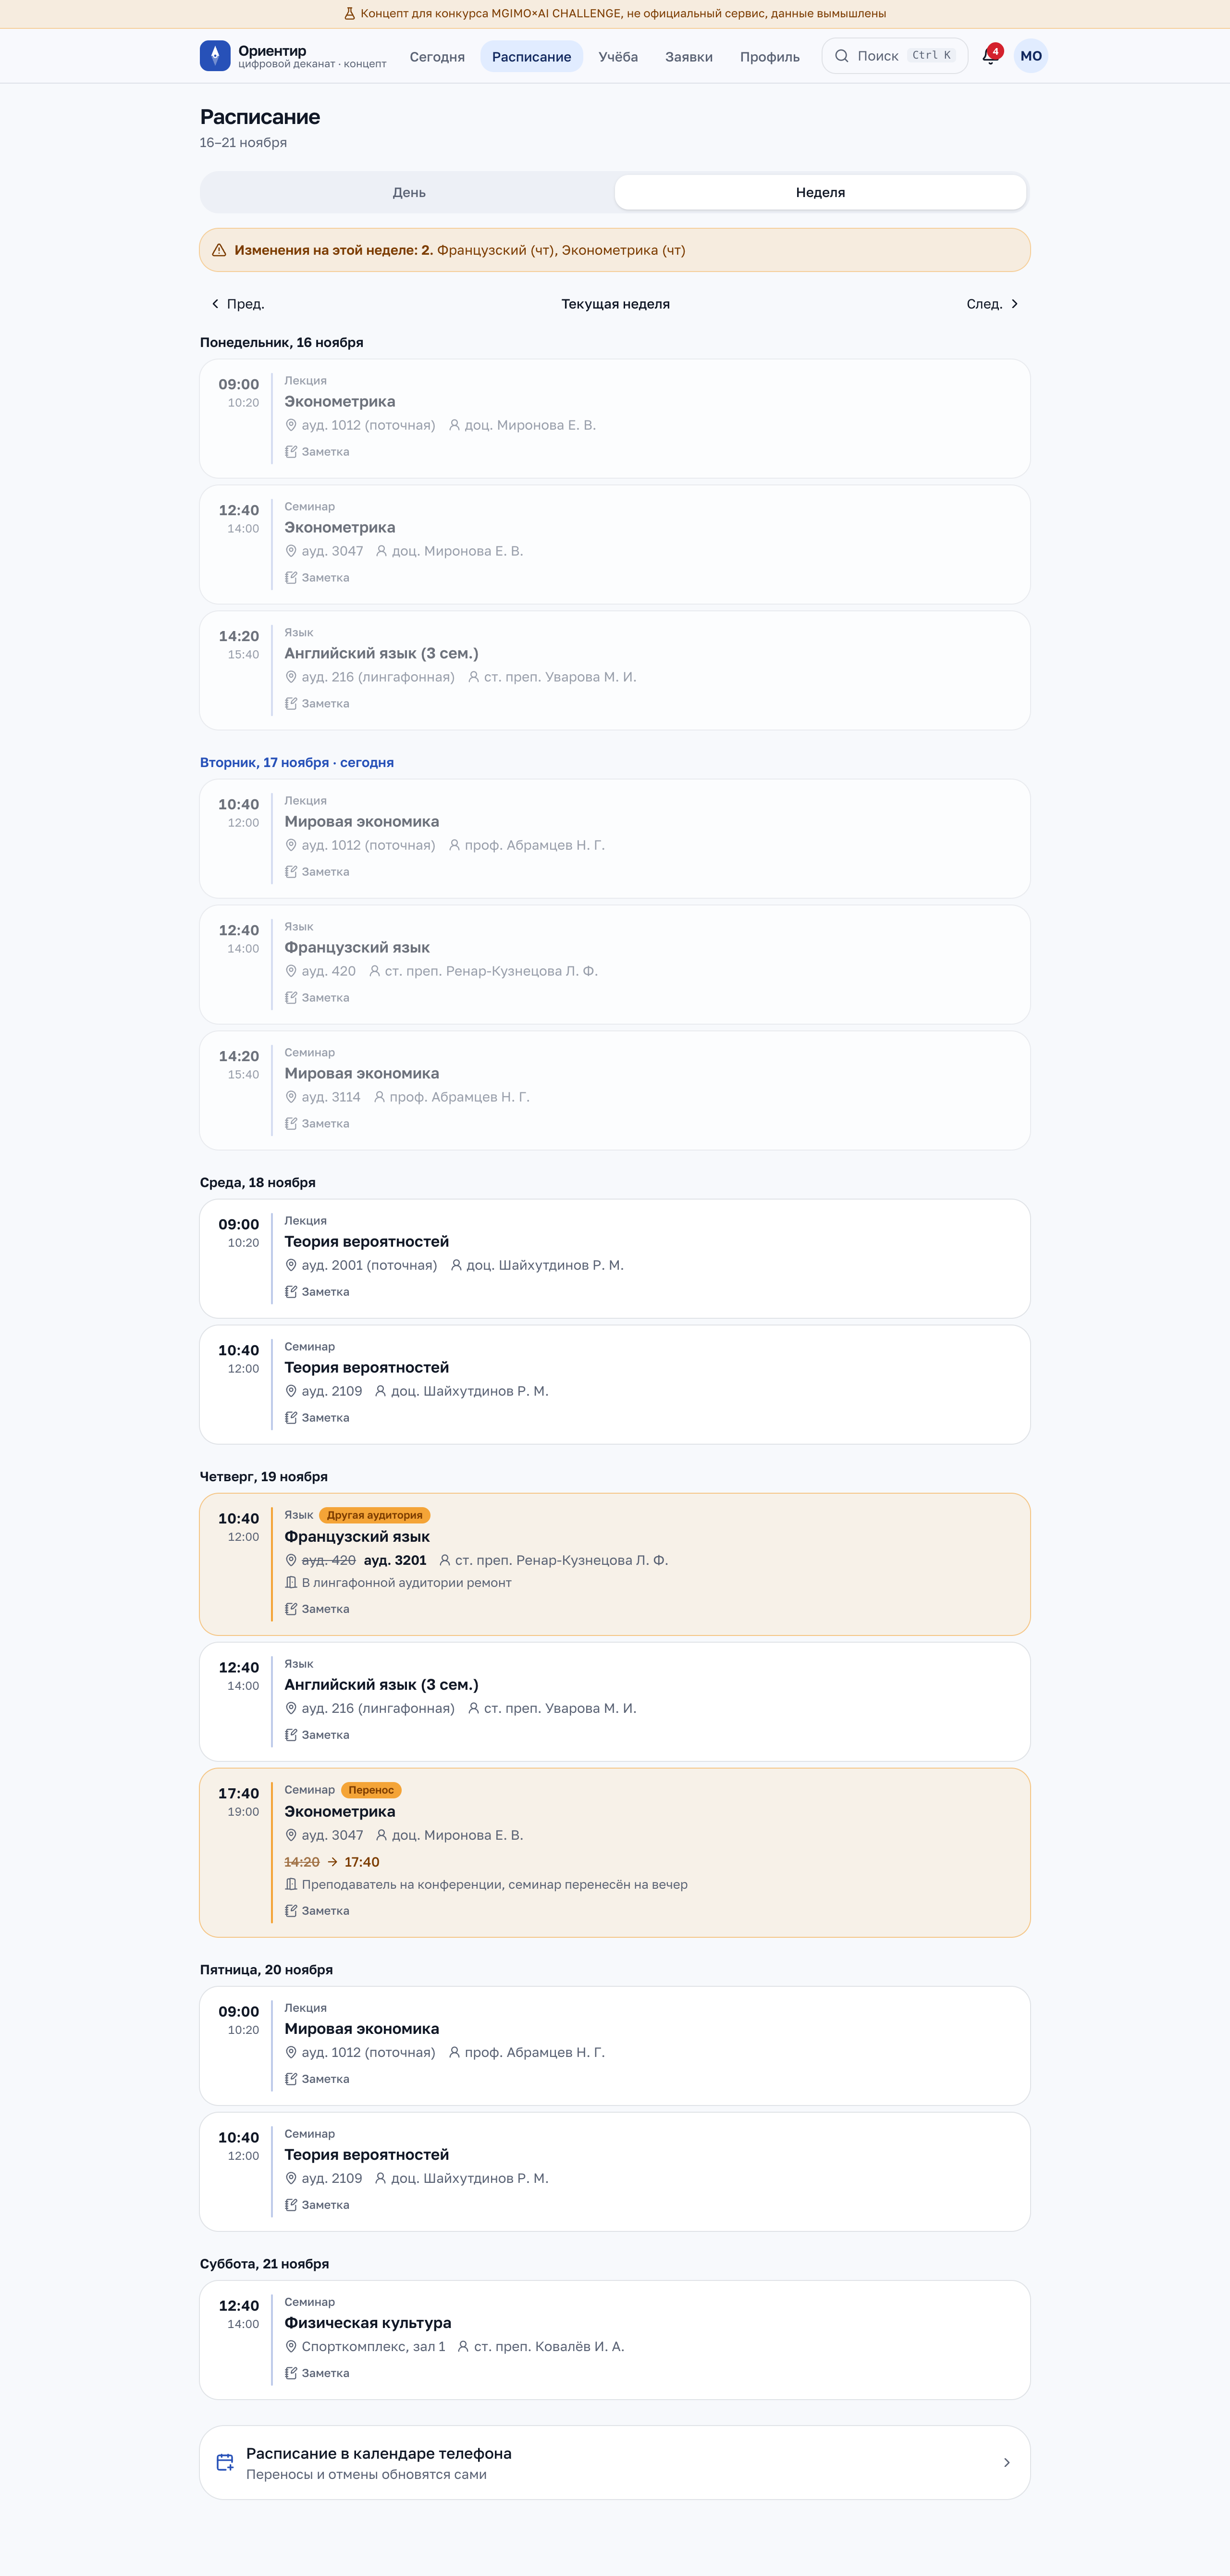 Концепт для конкурса MGIMO×AI CHALLENGE, не официальный сервис, данные вымышлены
Ориентир
цифровой деканат · концепт
Сегодня
Расписание
Учёба
Заявки
Профиль
Поиск
Ctrl K
4
МО
Расписание
16–21 ноября
День
Неделя
Изменения на этой неделе: 2. Французский (чт), Эконометрика (чт)
Пред.
Текущая неделя
След.
Понедельник, 16 ноября
09:00
10:20
Лекция
Эконометрика
ауд. 1012 (поточная) доц. Миронова Е. В.
Заметка
12:40
14:00
Семинар
Эконометрика
ауд. 3047 доц. Миронова Е. В.
Заметка
14:20
15:40
Язык
Английский язык (3 сем.)
ауд. 216 (лингафонная) ст. преп. Уварова М. И.
Заметка
Вторник, 17 ноября · сегодня
10:40
12:00
Лекция
Мировая экономика
ауд. 1012 (поточная) проф. Абрамцев Н. Г.
Заметка
12:40
14:00
Язык
Французский язык
ауд. 420 ст. преп. Ренар-Кузнецова Л. Ф.
Заметка
14:20
15:40
Семинар
Мировая экономика
ауд. 3114 проф. Абрамцев Н. Г.
Заметка
Среда, 18 ноября
09:00
10:20
Лекция
Теория вероятностей
ауд. 2001 (поточная) доц. Шайхутдинов Р. М.
Заметка
10:40
12:00
Семинар
Теория вероятностей
ауд. 2109 доц. Шайхутдинов Р. М.
Заметка
Четверг, 19 ноября
10:40
12:00
Язык Другая аудитория
Французский язык
ауд. 420 ауд. 3201 ст. преп. Ренар-Кузнецова Л. Ф.
В лингафонной аудитории ремонт
Заметка
12:40
14:00
Язык
Английский язык (3 сем.)
ауд. 216 (лингафонная) ст. преп. Уварова М. И.
Заметка
17:40
19:00
Семинар Перенос
Эконометрика
ауд. 3047 доц. Миронова Е. В.
14:20 → 17:40
Преподаватель на конференции, семинар перенесён на вечер
Заметка
Пятница, 20 ноября
09:00
10:20
Лекция
Мировая экономика
ауд. 1012 (поточная) проф. Абрамцев Н. Г.
Заметка
10:40
12:00
Семинар
Теория вероятностей
ауд. 2109 доц. Шайхутдинов Р. М.
Заметка
Суббота, 21 ноября
12:40
14:00
Семинар
Физическая культура
Спорткомплекс, зал 1 ст. преп. Ковалёв И. А.
Заметка
Расписание в календаре телефона
Переносы и отмены обновятся сами